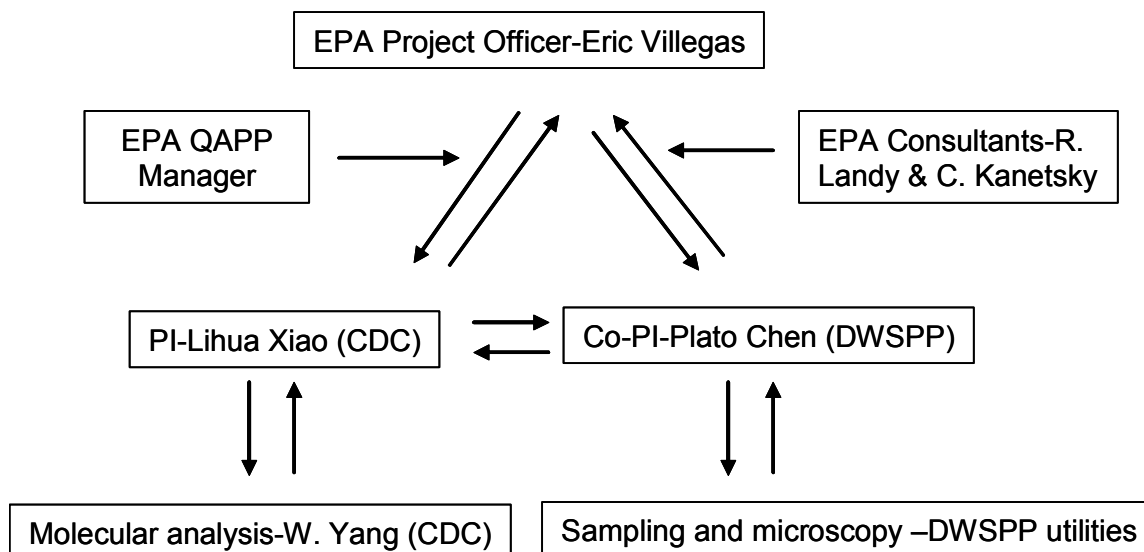 EPA Project Officer-Eric Villegas
EPA QAPP
Manager
EPA Consultants-R.
Landy & C. Kanetsky
PI-Lihua Xiao (CDC)
Co-PI-Plato Chen (DWSPP)
Molecular analysis-W. Yang (CDC)
Sampling and microscopy –DWSPP utilities